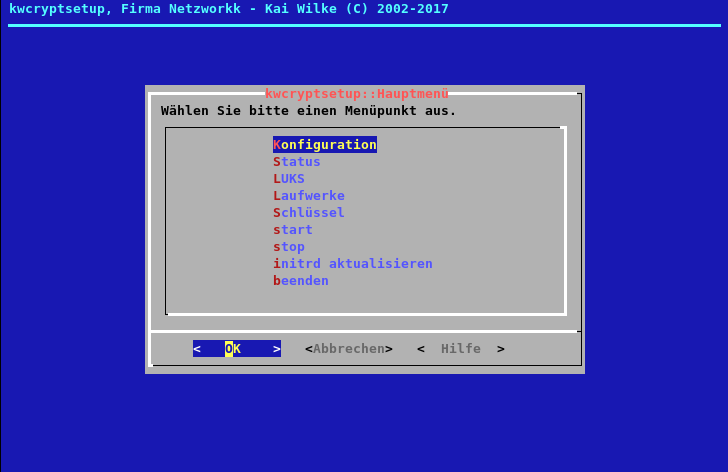 kwcryptsetup, Firma Netzworkk - Kai Wilke (C) 2002-2017
kwcryptsetup::Hauptmenü
Wählen Sie bitte einen Menüpunkt aus.
Konfiguration
Status
LUKS
Laufwerke
Schlüssel
start
stop
initrd aktualisieren
beenden
<   OK    >   <Abbrechen>   <  Hilfe  >